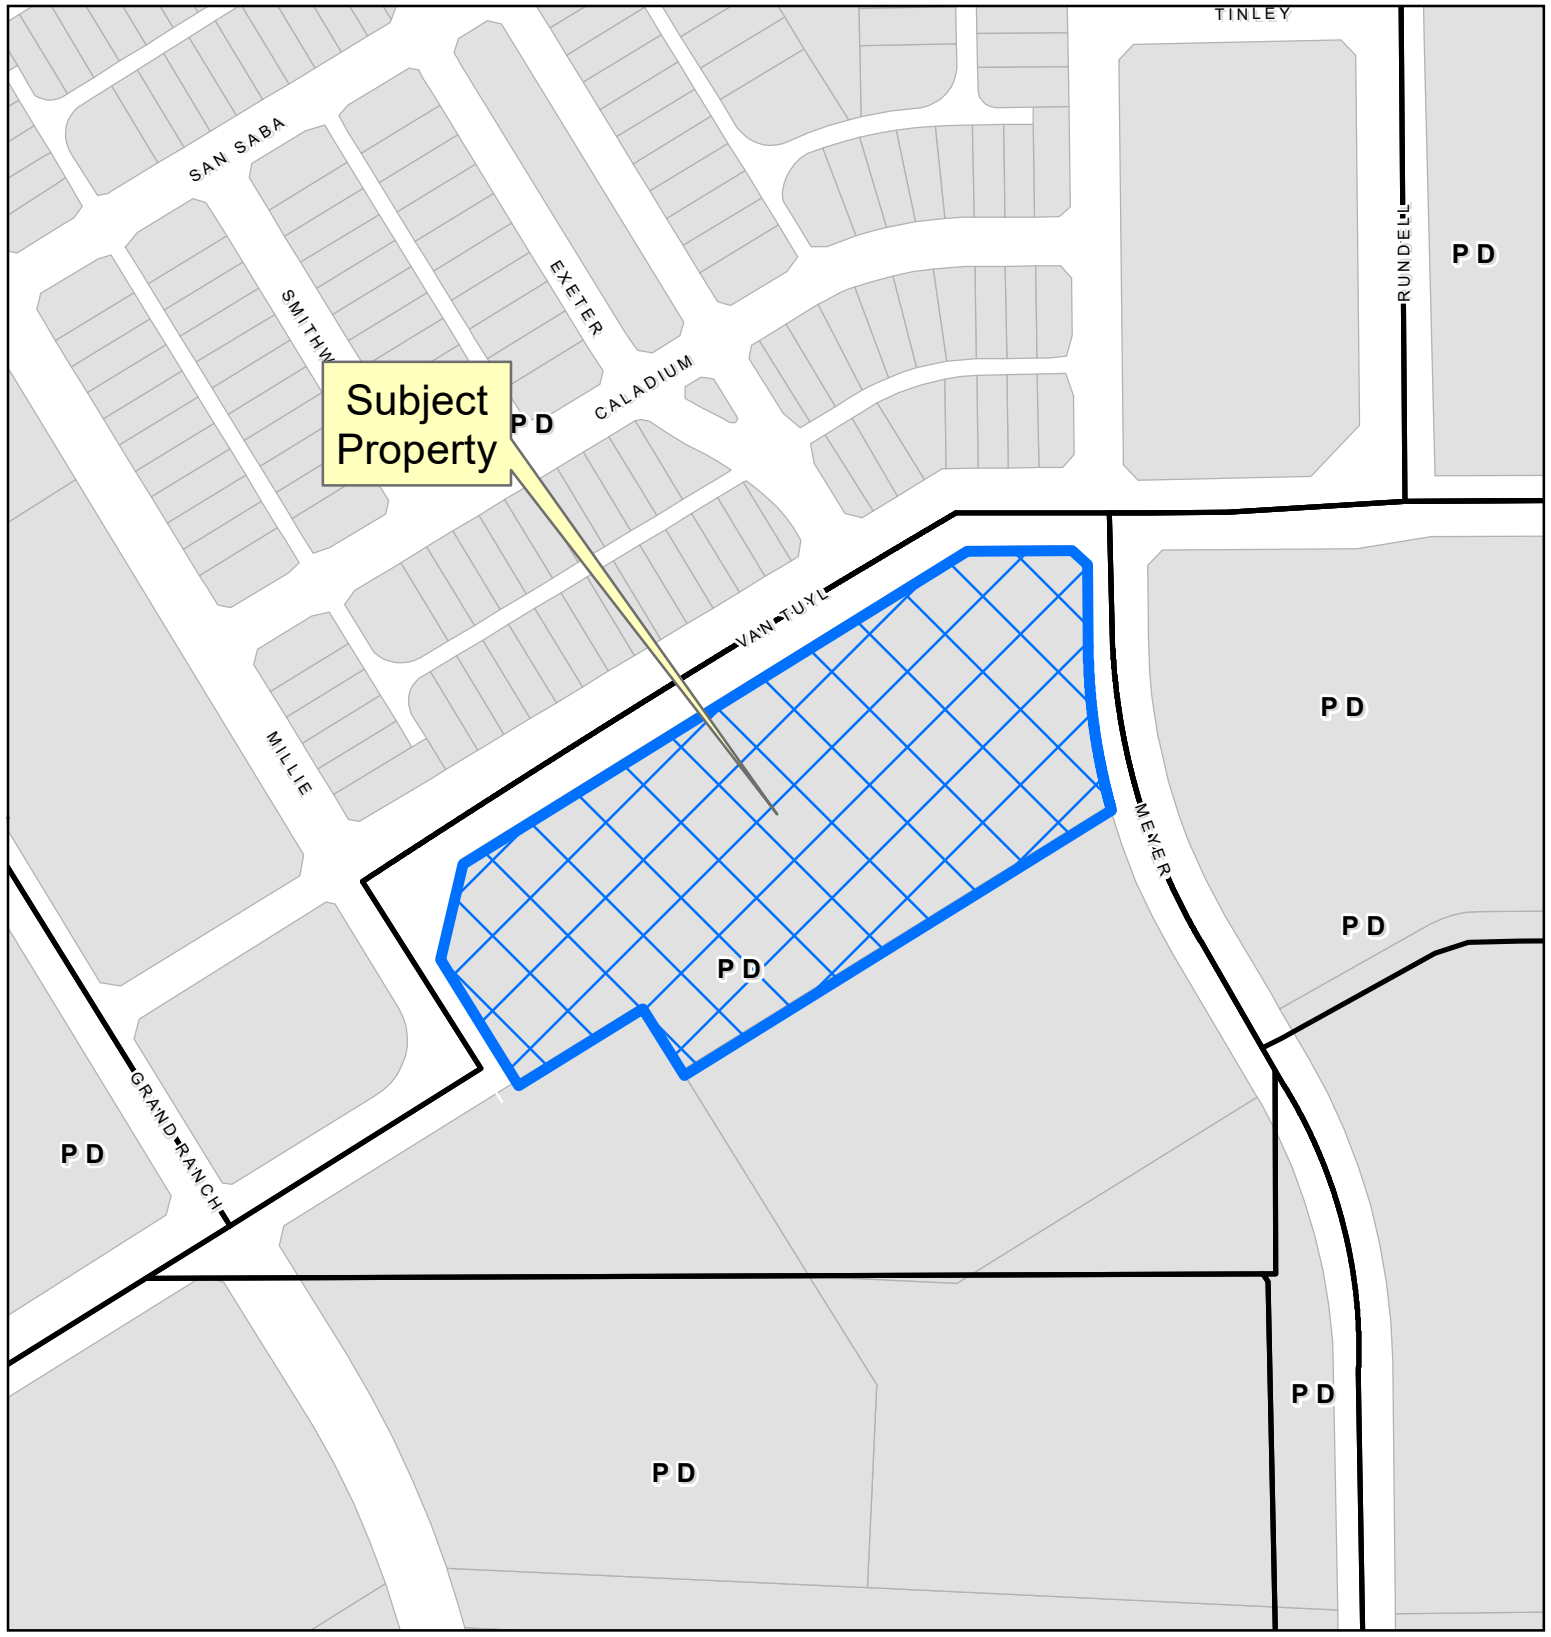 TINLEY
SAN SABA
RUNDELL
PD
EXETER
SMITHW
CALADIUM
Subject
Property
PD
VAN TUYL
PD
MILLIE
MEYER
PD
PD
GRAND RANCH
PD
PD
PD